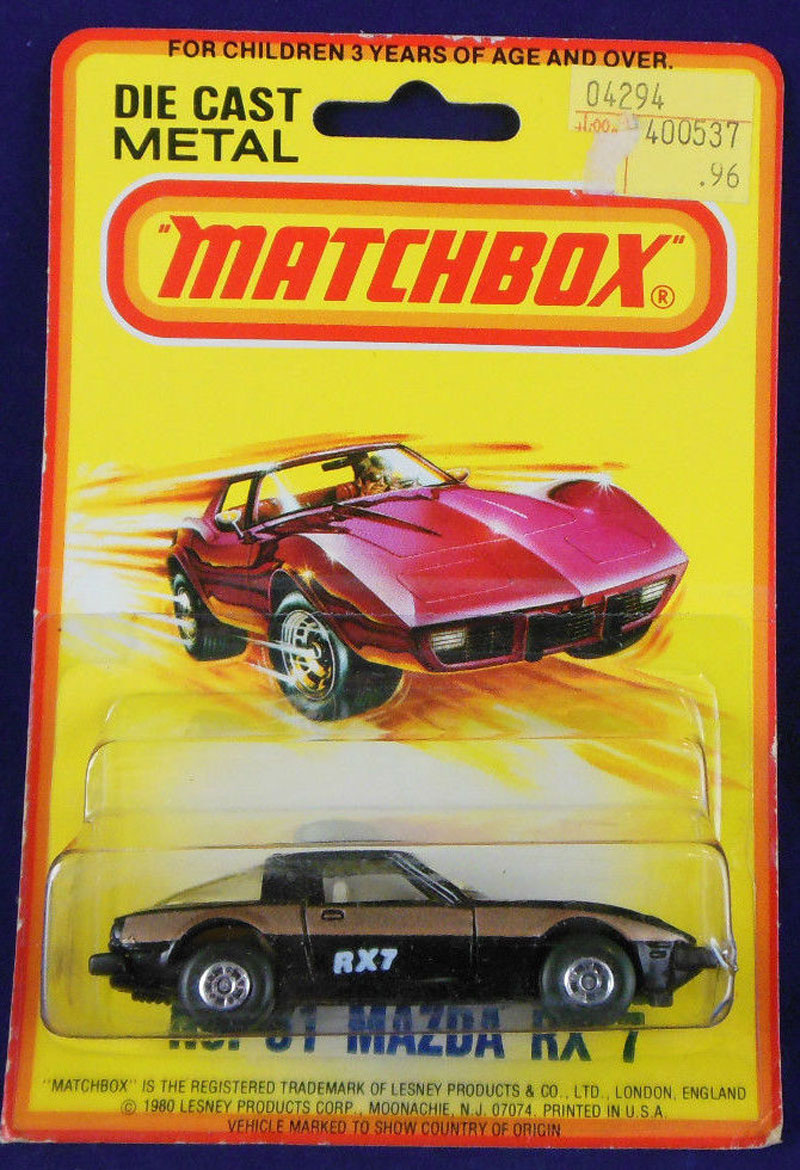 FOR CHILDREN 3 YEARS OF AGE AND OVER.
DIE CAST
METAL
04294
400537
.96
"MATCHBOX"®
RX7
MAZDA RX 7
"MATCHBOX" IS THE REGISTERED TRADEMARK OF LESNEY PRODUCTS & CO., LTD., LONDON, ENGLAND
© 1980 LESNEY PRODUCTS CORP., MOONACHIE, N.J. 07074. PRINTED IN U.S.A.
VEHICLE MARKED TO SHOW COUNTRY OF ORIGIN